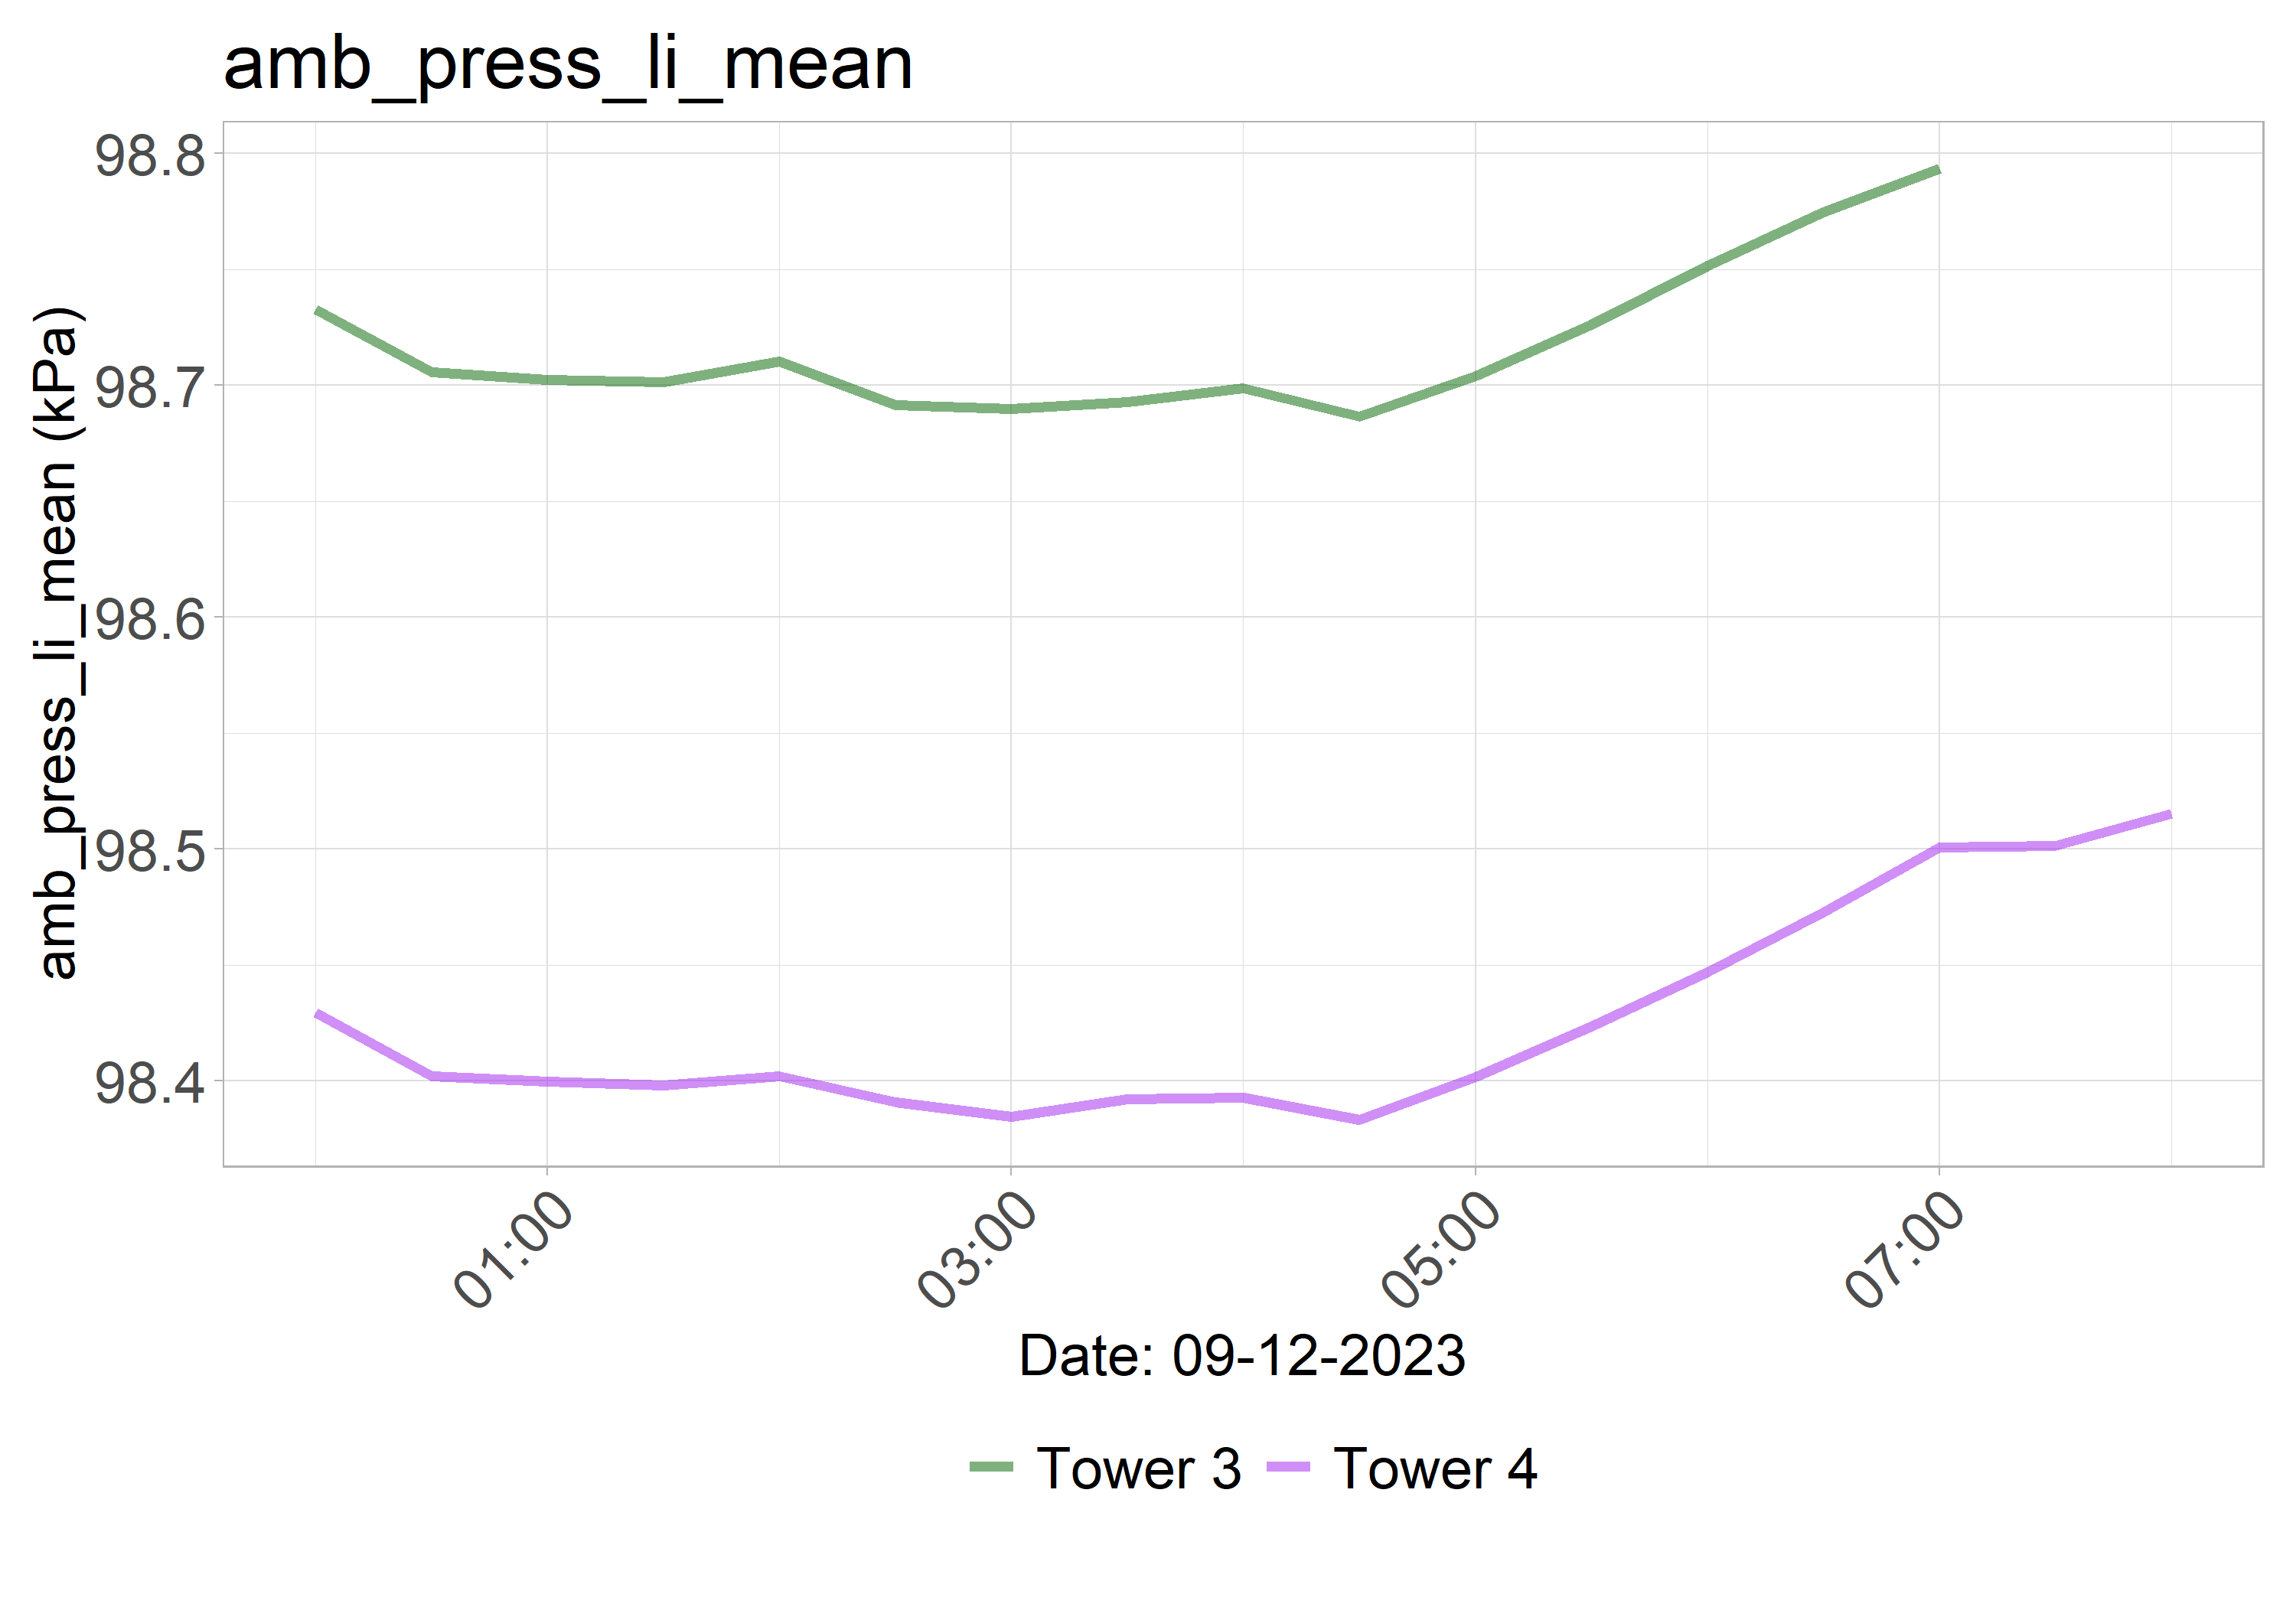 amb_press_li_mean
amb_press_li_mean (kPa)
98.8
98.7
98.6
98.5
98.4
01:00 03:00 05:00 07:00
Date: 09-12-2023
Tower 3 Tower 4